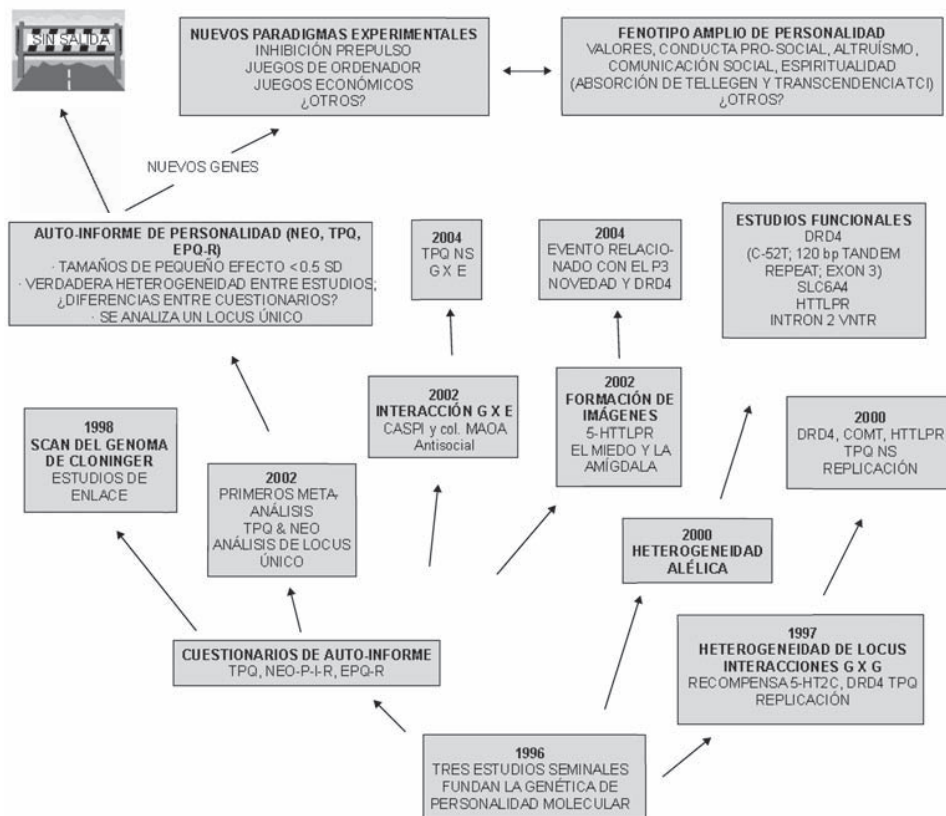 SIN SALIDA
NUEVOS PARADIGMAS EXPERIMENTALES
INHIBICIÓN PREPULSO
JUEGOS DE ORDENADOR
JUEGOS ECONÓMICOS
¿OTROS?
FENOTIPO AMPLIO DE PERSONALIDAD
VALORES, CONDUCTA PRO-SOCIAL, ALTRUÍSMO,
COMUNICACIÓN SOCIAL, ESPIRITUALIDAD
(ABSORCIÓN DE TELLEGEN Y TRANSCENDENCIA TCI)
¿OTROS?
NUEVOS GENES
AUTO-INFORME DE PERSONALIDAD (NEO, TPQ,
EPQ-R)
· TAMAÑOS DE PEQUEÑO EFECTO <0.5 SD
· VERDADERA HETEROGENEIDAD ENTRE ESTUDIOS;
¿DIFERENCIAS ENTRE CUESTIONARIOS?
· SE ANALIZA UN LOCUS ÚNICO
2004
TPQ NS
G X E
2004
EVENTO RELACIO-
NADO CON EL P3
NOVEDAD Y DRD4
ESTUDIOS FUNCIONALES
DRD4
(C-52T; 120 bp TANDEM
REPEAT; EXON 3)
SLC6A4
HTTLPR
INTRON 2 VNTR
1998
SCAN DEL GENOMA
DE CLONINGER
ESTUDIOS DE
ENLACE
2002
PRIMEROS META-
ANÁLISIS
TPQ & NEO
ANÁLISIS DE LOCUS
ÚNICO
2002
INTERACCIÓN G X E
CASPI y col. MAOA
Antisocial
2002
FORMACIÓN DE
IMÁGENES
5-HTTLPR
EL MIEDO Y LA
AMÍGDALA
2000
DRD4, COMT, HTTLPR
TPQ NS
REPLICACIÓN
2000
HETEROGENEIDAD
ALÉLICA
CUESTIONARIOS DE AUTO-INFORME
TPQ, NEO-P-I-R, EPQ-R
1997
HETEROGENEIDAD DE LOCUS
INTERACCIONES G X G
RECOMPENSA 5-HT2C, DRD4 TPQ
REPLICACIÓN
1996
TRES ESTUDIOS SEMINALES
FUNDAN LA GENÉTICA DE
PERSONALIDAD MOLECULAR